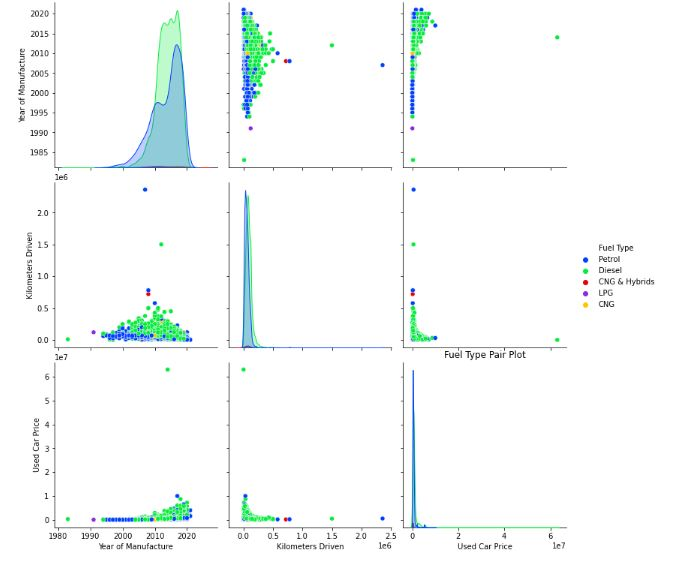 2020
2015
2010
2005
2000
1995
1990
1985
Year of Manufacture
1e6
2.0
1.5
1.0
0.5
0.0
Kilometers Driven
Fuel Type
Petrol
Diesel
CNG & Hybrids
LPG
CNG
1e7
Fuel Type Pair Plot
6
5
4
3
2
1
0
Used Car Price
1980 1990 2000 2010 2020
Year of Manufacture
0.0 0.5 1.0 1.5 2.0 2.5
1e6
Kilometers Driven
0 2 4 6
1e7
Used Car Price